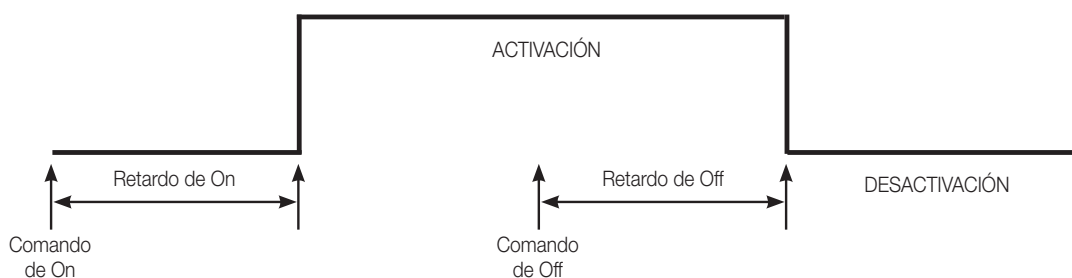 ACTIVACIÓN
Retardo de On
Retardo de Off
DESACTIVACIÓN
Comando
de On
Comando
de Off